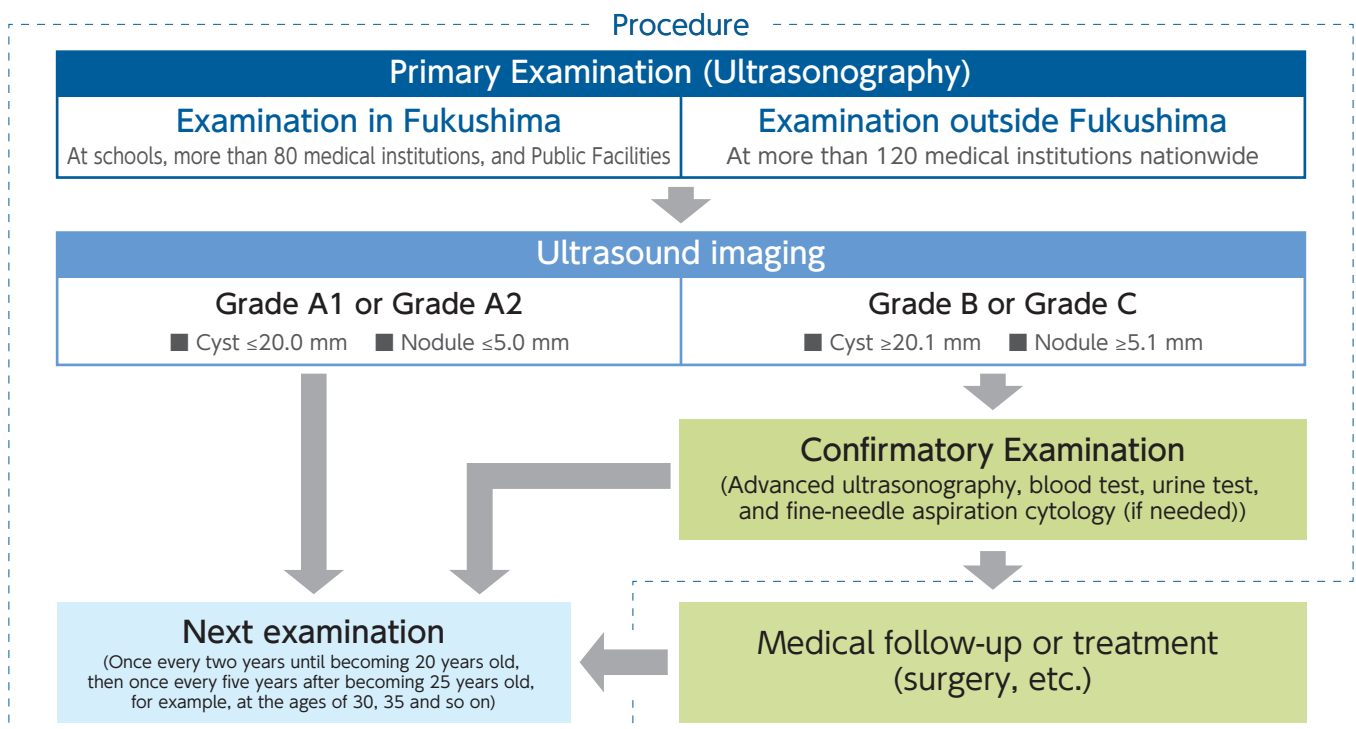 Procedure
Primary Examination (Ultrasonography)
Examination in Fukushima
At schools, more than 80 medical institutions, and Public Facilities
Examination outside Fukushima
At more than 120 medical institutions nationwide
Ultrasound imaging
Grade A1 or Grade A2
■ Cyst ≤20.0 mm ■ Nodule ≤5.0 mm
Grade B or Grade C
■ Cyst ≥20.1 mm ■ Nodule ≥5.1 mm
Confirmatory Examination
(Advanced ultrasonography, blood test, urine test,
and fine-needle aspiration cytology (if needed))
Next examination
(Once every two years until becoming 20 years old,
then once every five years after becoming 25 years old,
for example, at the ages of 30, 35 and so on)
Medical follow-up or treatment
(surgery, etc.)